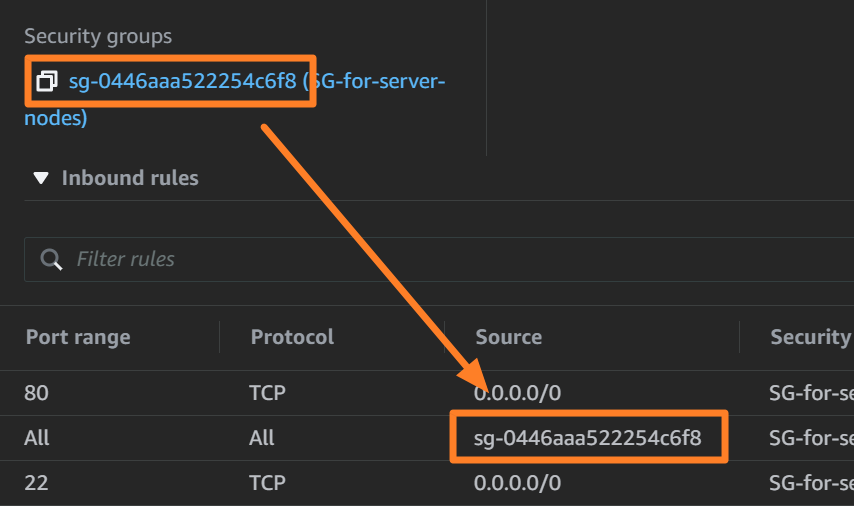 Security groups
sg-0446aaa522254c6f8 (SG-for-server-
nodes)
Inbound rules
Filter rules
Port range Protocol Source Security
80 TCP 0.0.0.0/0 SG-for-se
All All sg-0446aaa522254c6f8 SG-for-se
22 TCP 0.0.0.0/0 SG-for-se